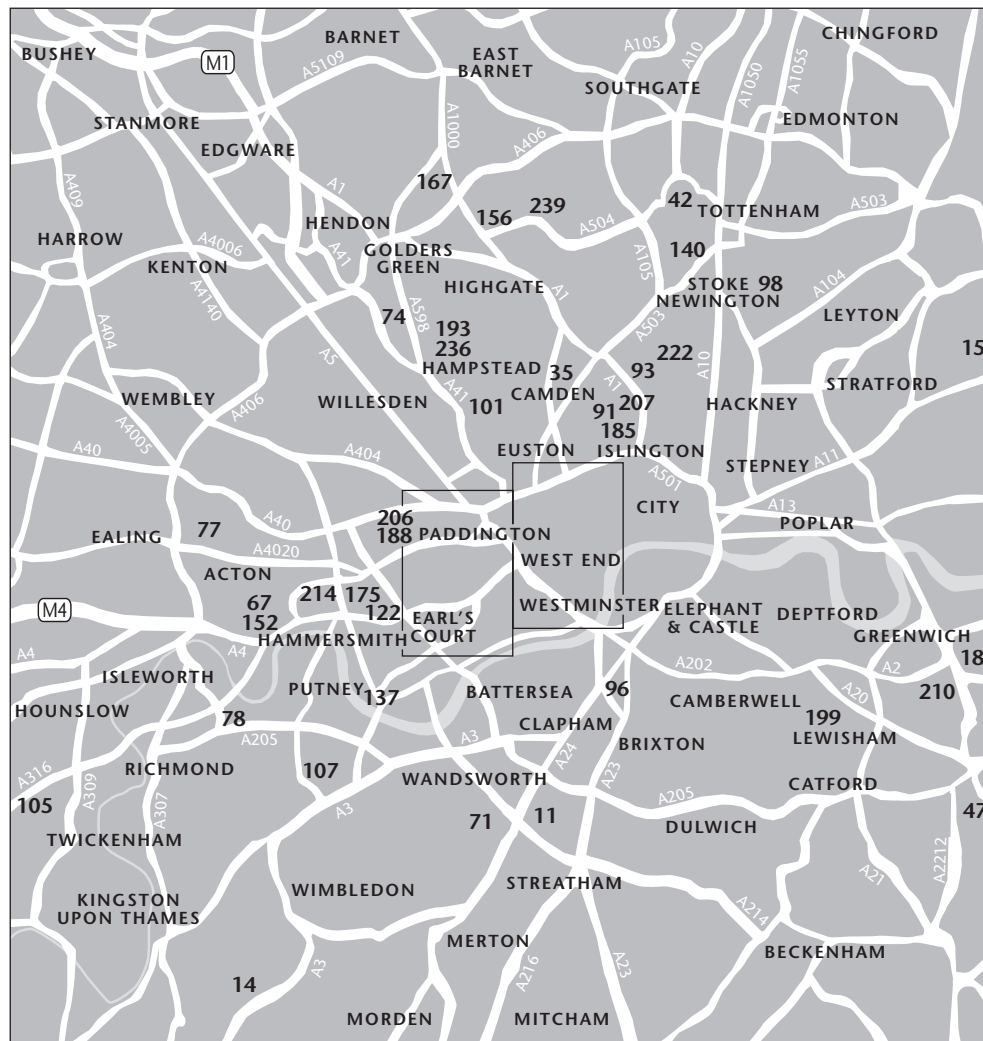 BARNET
CHINGFORD
BUSHEY
M1
A5109
EAST
BARNET
A105
A10
A1050
A1055
SOUTHGATE
STANMORE
EDMONTON
EDGWARE
A1000
A406
A409
A1
167
42
A503
HENDON
156
239
A504
TOTTENHAM
HARROW
A4006
A41
GOLDERS
GREEN
A105
140
KENTON
HIGHGATE
STOKE 98
NEWINGTON
A104
A4140
A1
A598
74
193
236
A503
LEYTON
A404
A5
HAMPSTEAD
35
93
222
A10
15
CAMDEN
A1
STRATFORD
WEMBLEY
A406
WILLESDEN
A41
101
91
207
HACKNEY
185
A4005
A40
A404
EUSTON
ISLINGTON
STEPNEY
A11
A501
CITY
A13
POPLAR
EALING
77
A40
206
188
PADDINGTON
A4020
WEST END
ACTON
M4
67
152
214
175
122
HAMMERSMITH
EARL'S
COURT
WESTMINSTER
ELEPHANT
& CASTLE
DEPTFORD
GREENWICH
A4
A4
18
ISLEWORTH
A202
A2
PUTNEY
137
BATTERSEA
96
CAMBERWELL
A20
210
HOUNSLOW
78
CLAPHAM
199
LEWISHAM
A205
A3
A24
BRIXTON
A316
A309
RICHMOND
107
WANDSWORTH
A23
CATFORD
105
A307
A3
A205
47
TWICKENHAM
71
11
DULWICH
A2212
A21
KINGSTON
UPON THAMES
WIMBLEDON
STREATHAM
A214
MERTON
BECKENHAM
A3
A216
A23
14
MORDEN
MITCHAM